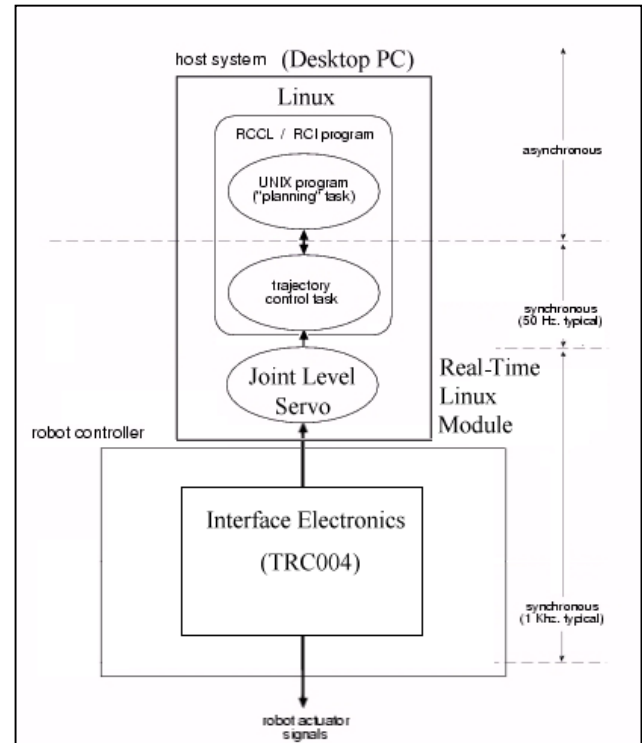 host system (Desktop PC)
Linux
RCCL / RCI program
UNIX program
("planning" task)
asynchronous
trajectory
control task
synchronous
(50 Hz. typical)
Joint Level
Servo
Real-Time
Linux
Module
robot controller
Interface Electronics
(TRC004)
synchronous
(1 Khz. typical)
robot actuator
signals